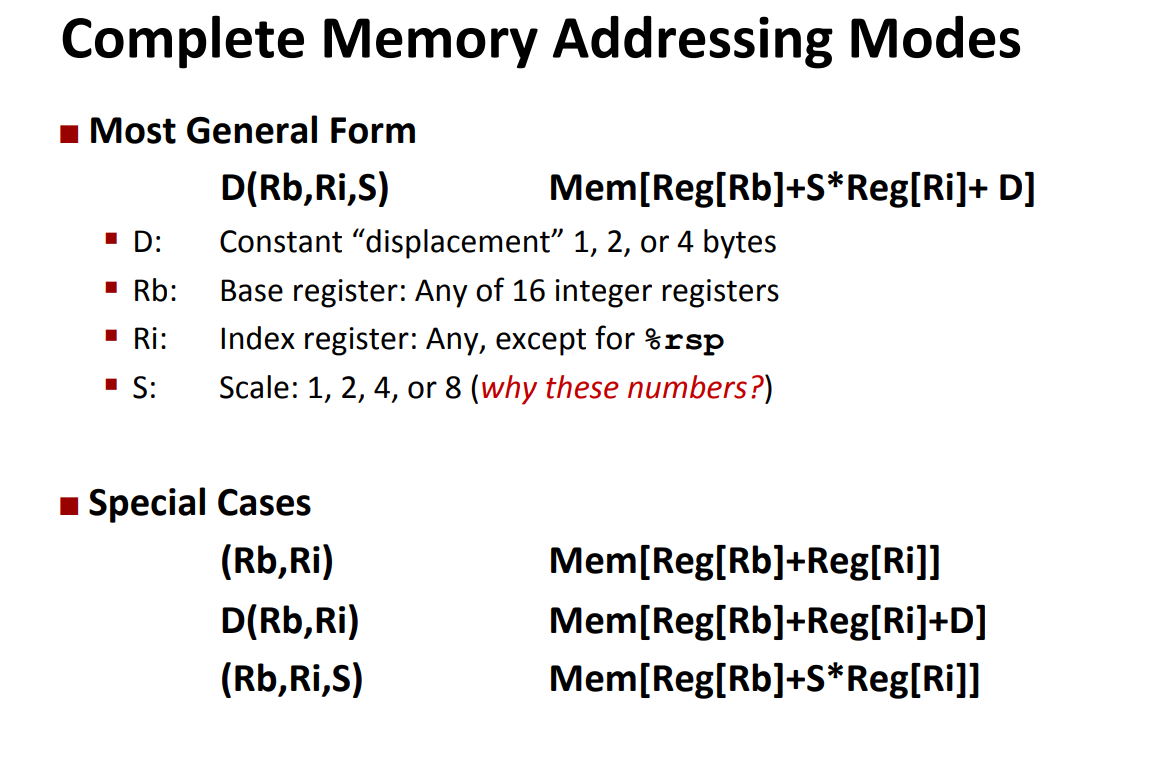 Complete Memory Addressing Modes
Most General Form
D(Rb,Ri,S) Mem[Reg[Rb]+S*Reg[Ri]+ D]
D: Constant “displacement” 1, 2, or 4 bytes
Rb: Base register: Any of 16 integer registers
Ri: Index register: Any, except for %rsp
S: Scale: 1, 2, 4, or 8 (why these numbers?)
Special Cases
(Rb,Ri) Mem[Reg[Rb]+Reg[Ri]]
D(Rb,Ri) Mem[Reg[Rb]+Reg[Ri]+D]
(Rb,Ri,S) Mem[Reg[Rb]+S*Reg[Ri]]